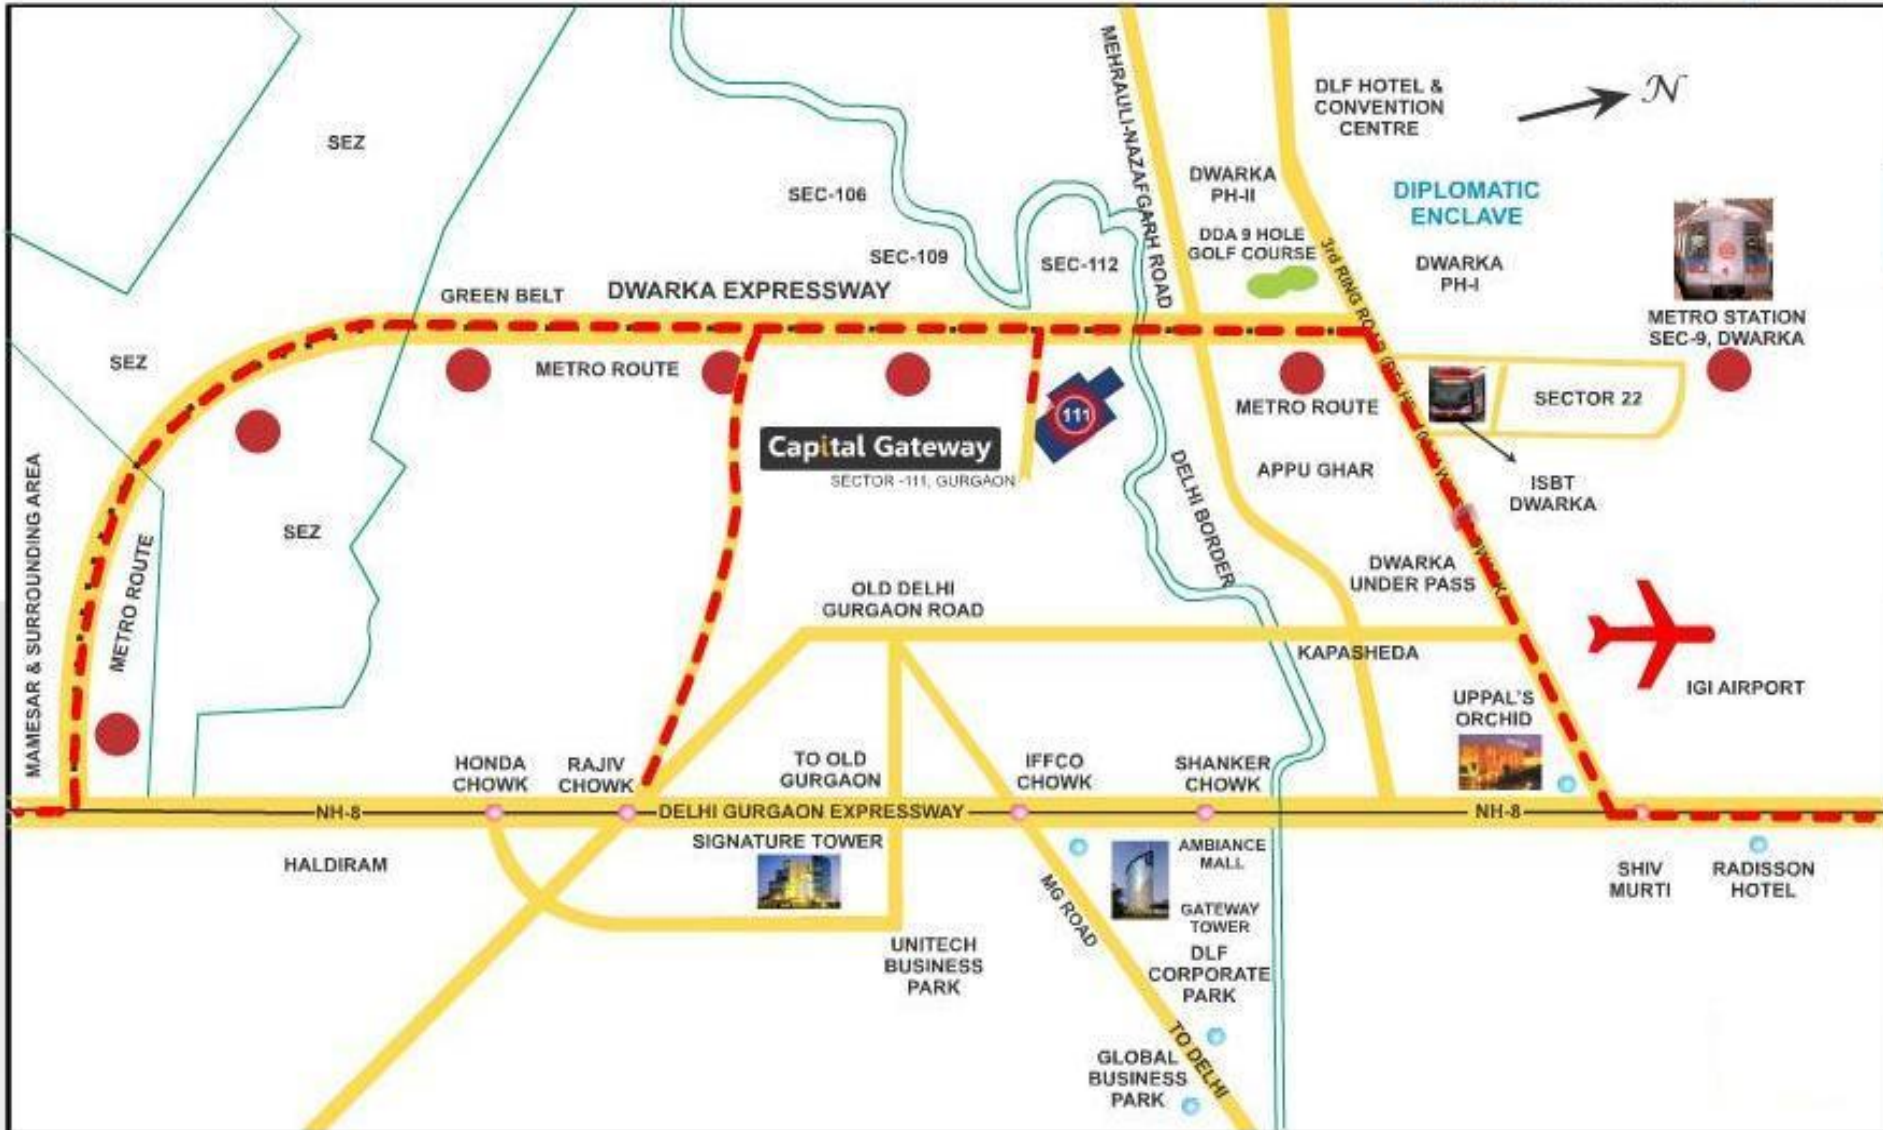 DLF HOTEL &
CONVENTION
CENTRE
N
SEZ
MEHRAULI-NAZAFGARH ROAD
DWARKA
PH-II
DIPLOMATIC
ENCLAVE
SEC-106
DDA 9 HOLE
GOLF COURSE
SEC-109
SEC-112
DWARKA
PH-I
3rd RING ROAD
GREEN BELT
DWARKA EXPRESSWAY
METRO STATION
SEC-9, DWARKA
SEZ
METRO ROUTE
METRO ROUTE
SECTOR 22
111
Capital Gateway
SECTOR -111, GURGAON
APPU GHAR
ISBT
DWARKA
DELHI BORDER
MAMESAR & SURROUNDING AREA
METRO ROUTE
SEZ
DWARKA
UNDER PASS
OLD DELHI
GURGAON ROAD
KAPASHEDA
IGI AIRPORT
UPPAL'S
ORCHID
HONDA
CHOWK
RAJIV
CHOWK
TO OLD
GURGAON
IFFCO
CHOWK
SHANKER
CHOWK
NH-8
DELHI GURGAON EXPRESSWAY
NH-8
HALDIRAM
SIGNATURE TOWER
AMBIANCE
MALL
SHIV
MURTI
RADISSON
HOTEL
MG ROAD
GATEWAY
TOWER
UNITECH
BUSINESS
PARK
DLF
CORPORATE
PARK
TO DELHI
GLOBAL
BUSINESS
PARK